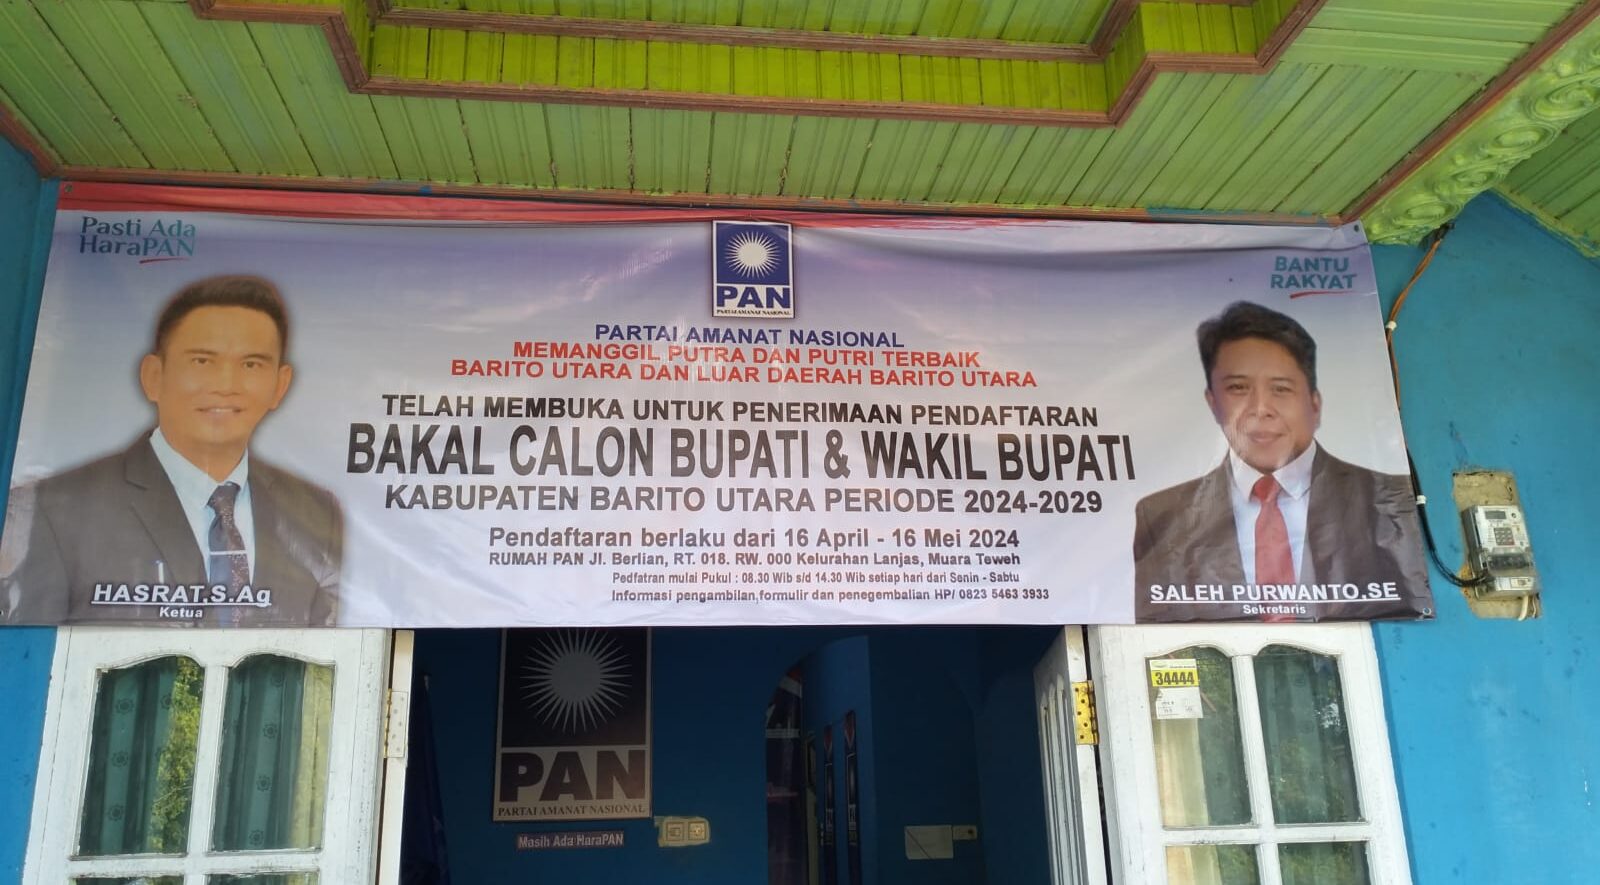 Pasti Ada
HaraPAN
PAN
PARTAI AMANAT NASIONAL
BANTU
RAKYAT
PARTAI AMANAT NASIONAL
MEMANGGIL PUTRA DAN PUTRI TERBAIK
BARITO UTARA DAN LUAR DAERAH BARITO UTARA
TELAH MEMBUKA UNTUK PENERIMAAN PENDAFTARAN
BAKAL CALON BUPATI & WAKIL BUPATI
KABUPATEN BARITO UTARA PERIODE 2024-2029
Pendaftaran berlaku dari 16 April - 16 Mei 2024
RUMAH PAN Jl. Berlian, RT. 018. RW. 000 Kelurahan Lanjas, Muara Teweh
Pedfatran mulai Pukul : 08.30 Wib s/d 14.30 Wib setiap hari dari Senin - Sabtu
Informasi pengambilan,formulir dan penegembalian HP/ 0823 5463 3933
HASRAT.S.Ag
Ketua
SALEH PURWANTO.SE
Sekretaris
34444
PAN
PARTAI AMANAT NASIONAL
Masih Ada HaraPAN